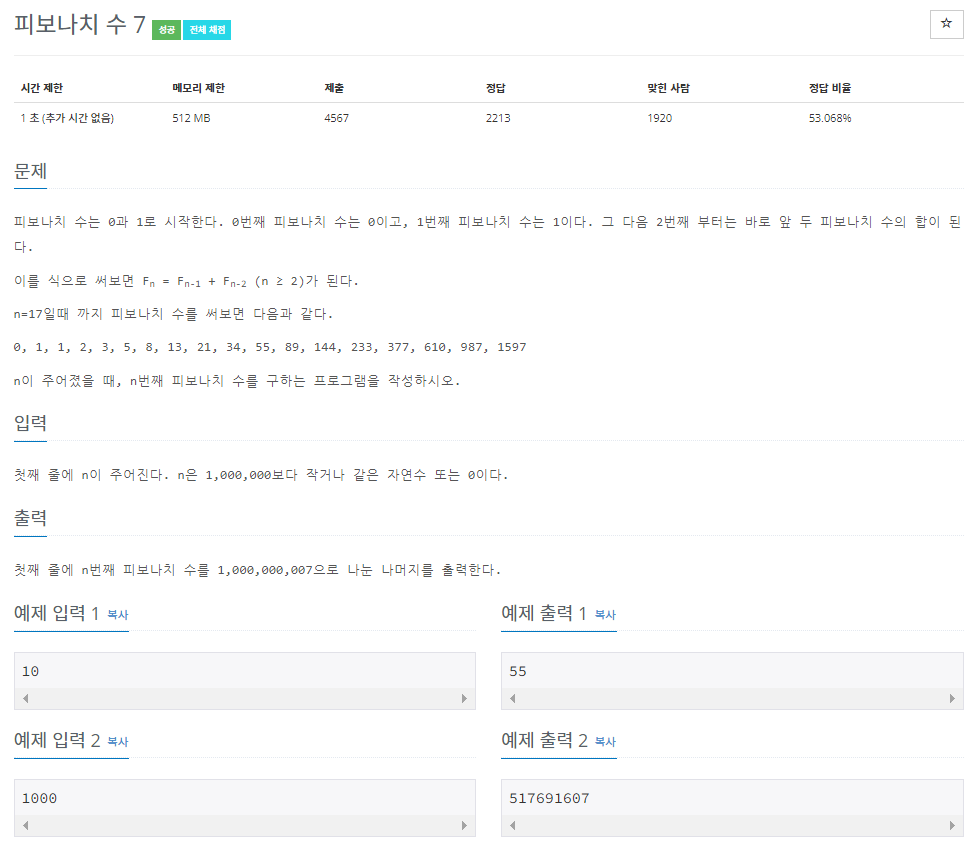 피보나치 수 7 성공 전체 채점
☆
시간 제한 메모리 제한 제출 정답 맞힌 사람 정답 비율
1 초 (추가 시간 없음) 512 MB 4567 2213 1920 53.068%
문제
피보나치 수는 0과 1로 시작한다. 0번째 피보나치 수는 0이고, 1번째 피보나치 수는 1이다. 그 다음 2번째 부터는 바로 앞 두 피보나치 수의 합이 된
다.
이를 식으로 써보면 Fn = Fn-1 + Fn-2 (n ≥ 2)가 된다.
n=17일때 까지 피보나치 수를 써보면 다음과 같다.
0, 1, 1, 2, 3, 5, 8, 13, 21, 34, 55, 89, 144, 233, 377, 610, 987, 1597
n이 주어졌을 때, n번째 피보나치 수를 구하는 프로그램을 작성하시오.
입력
첫째 줄에 n이 주어진다. n은 1,000,000보다 작거나 같은 자연수 또는 0이다.
출력
첫째 줄에 n번째 피보나치 수를 1,000,000,007으로 나눈 나머지를 출력한다.
예제 입력 1 복사
10
예제 출력 1 복사
55
예제 입력 2 복사
1000
예제 출력 2 복사
517691607